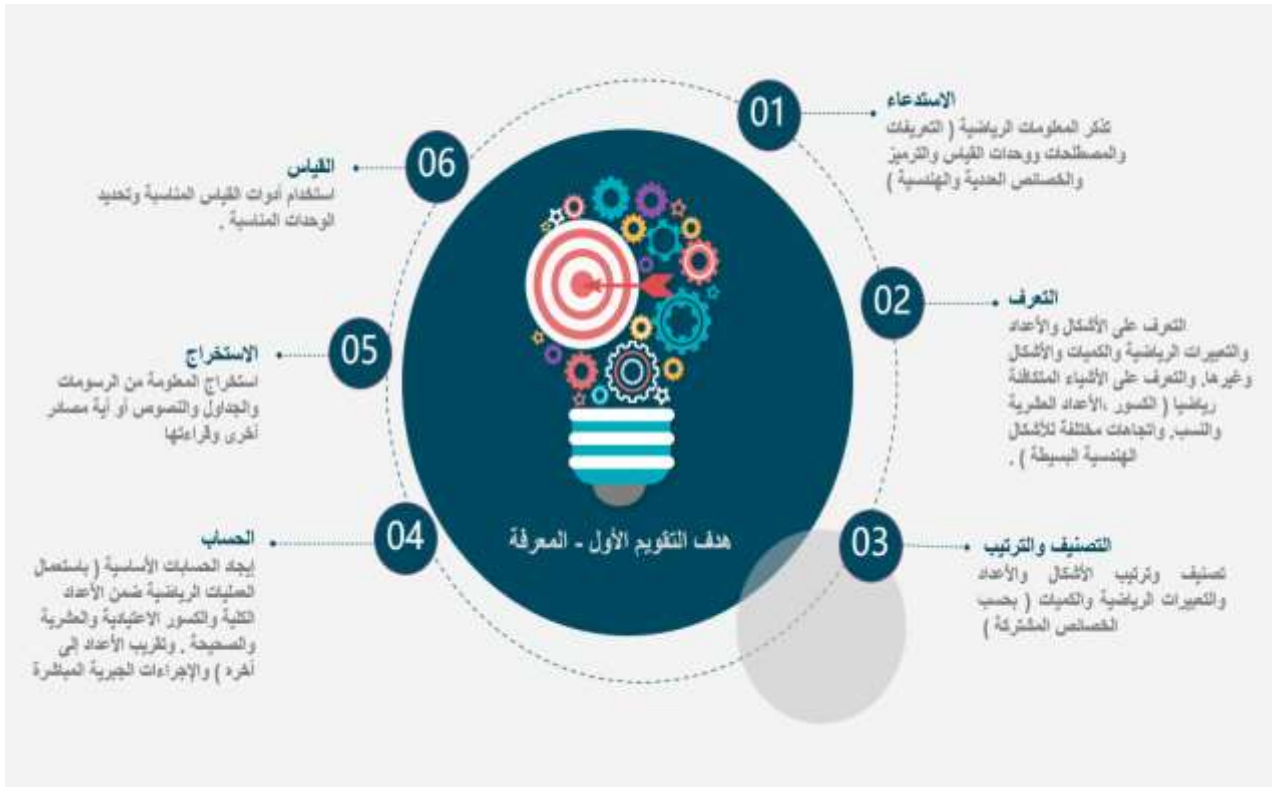 هدف التقويم الأول - المعرفة
01
الاستدعاء
تذكر المعلومات الرياضية ( التعريفات
والمصطلحات ووحدات القياس والترميز
والخصائص العددية والهندسية )
02
التعرف
التعرف على الأشكال والأعداد
والتعبيرات الرياضية والكميات والأشكال
وغيرها, والتعرف على الأشياء المتكافئة
رياضيا ( الكسور ,الأعداد العشرية
والنسب, واتجاهات مختلفة للأشكال
الهندسية البسيطة ) .
03
التصنيف والترتيب
تصنيف وترتيب الأشكال والأعداد
والتعبيرات الرياضية والكميات ( بحسب
الخصائص المشتركة )
04
الحساب
إيجاد الحسابات الأساسية ( باستعمال
العمليات الرياضية ضمن الأعداد
الكلية والكسور الاعتيادية والعشرية
والصحيحة , وتقريب الأعداد إلى
أخره ) والإجراءات الجبرية المباشرة
05
الاستخراج
استخراج المعلومة من الرسومات
والجداول والنصوص أو أية مصادر
أخرى وقراءتها
06
القياس
استخدام أدوات القياس المناسبة وتحديد
الوحدات المناسبة .